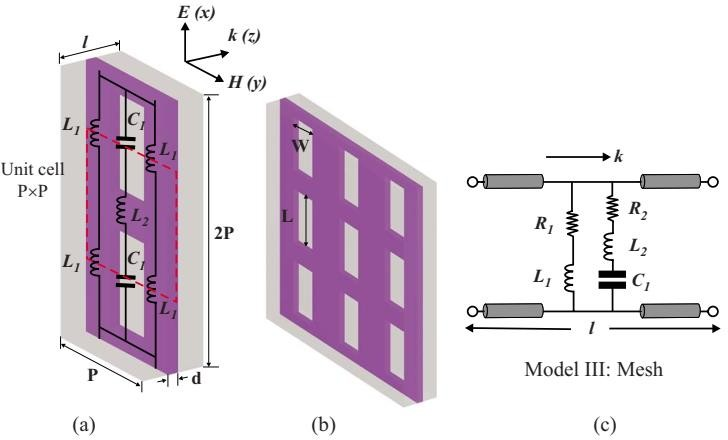 E (x)
k (z)
H (y)
l
C1
L1
L1
Unit cell
P×P
L2
2P
L1
C1
L1
P
d
(a)
W
L
(b)
k
R1
R2
L2
L1
C1
l
Model III: Mesh
(c)